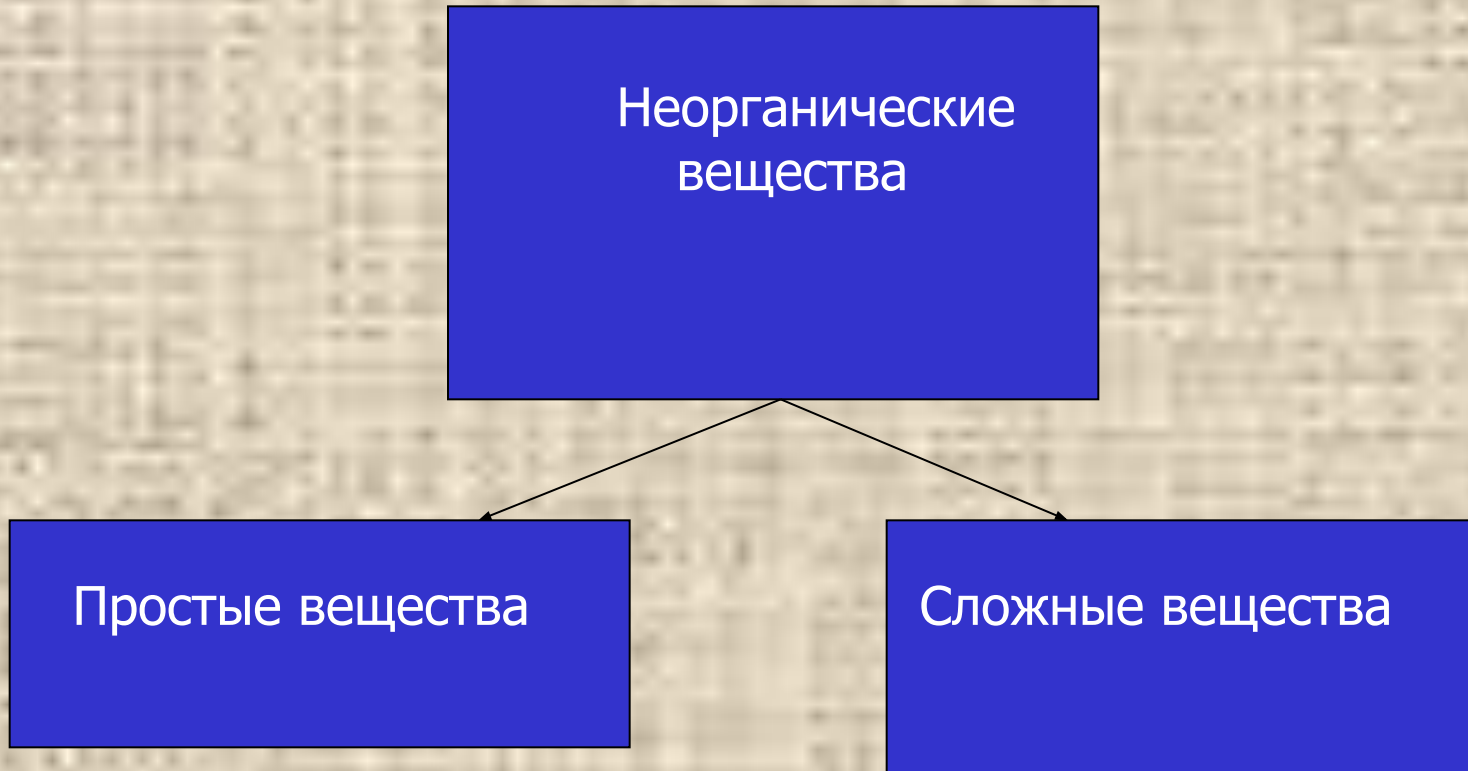 Неорганические
вещества
Простые вещества
Сложные вещества